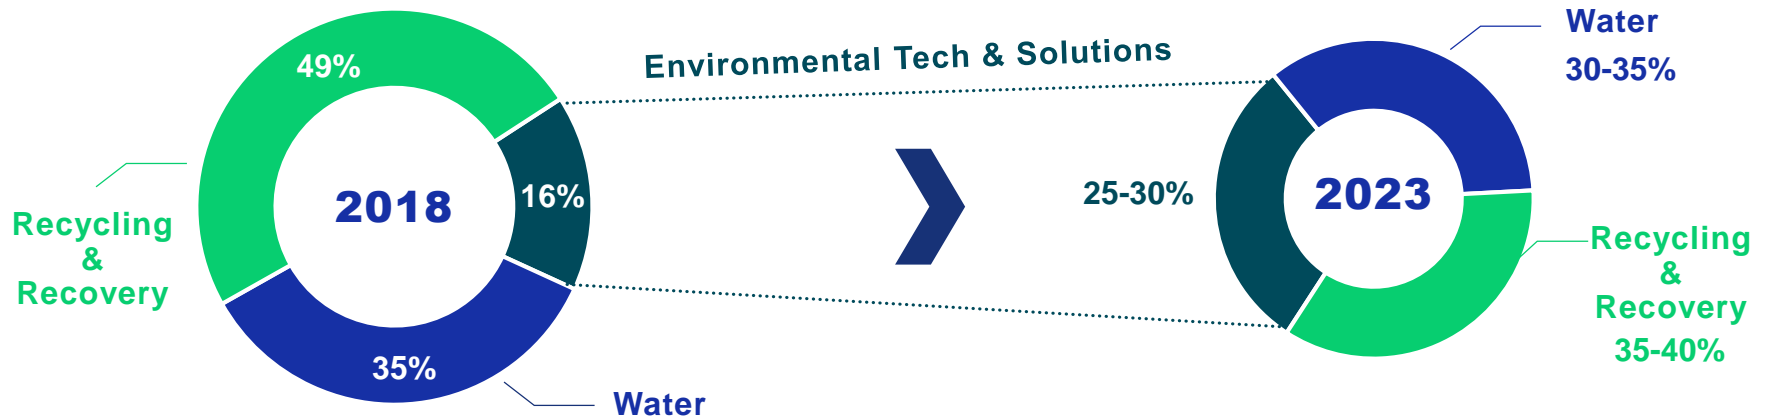 49%
2018
16%
35%
Recycling
&
Recovery
Water
Environmental Tech & Solutions
25-30%
2023
Water
30-35%
Recycling
&
Recovery
35-40%